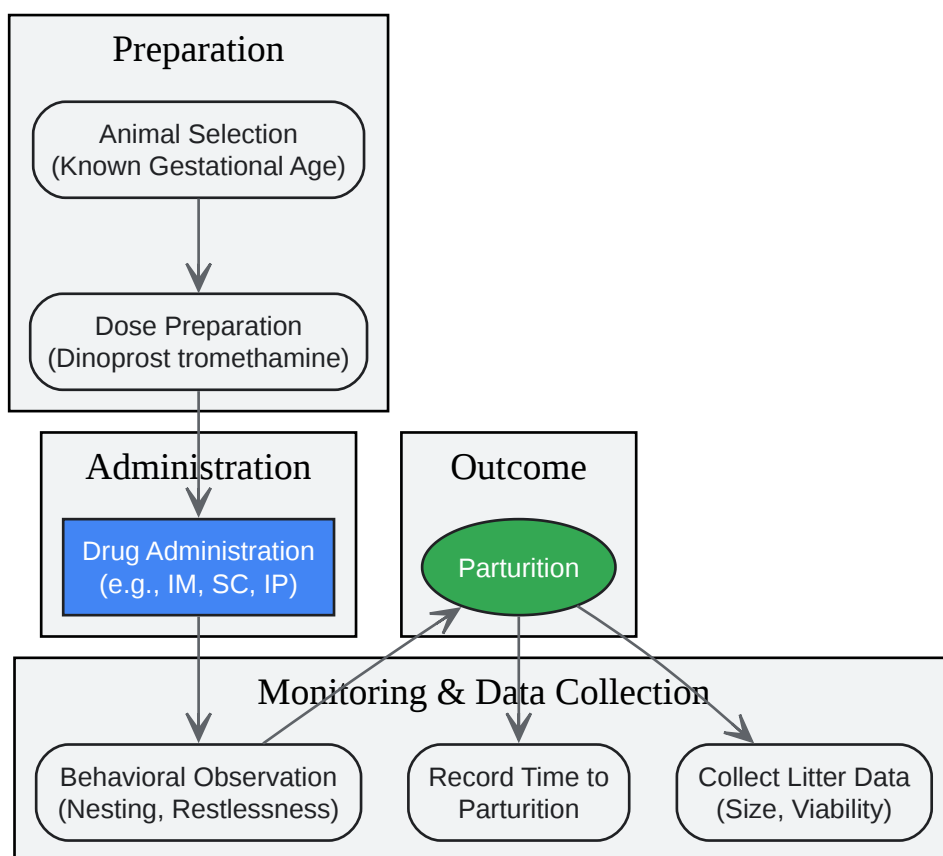 Preparation
Animal Selection
(Known Gestational Age)
Dose Preparation
(Dinoprost tromethamine)
Administration
Drug Administration
(e.g., IM, SC, IP)
Outcome
Parturition
Monitoring & Data Collection
Behavioral Observation
(Nesting, Restlessness)
Record Time to
Parturition
Collect Litter Data
(Size, Viability)